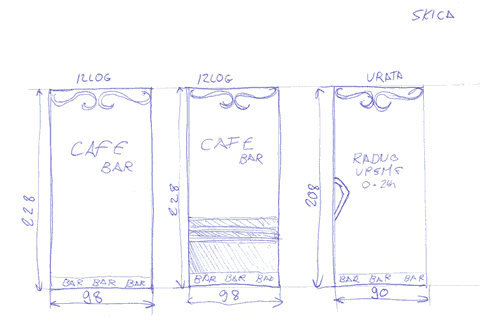 SKICA
IZLOG
IZLOG
VRATA
CAFE
BAR
CAFE
BAR
RADNO
VREME
0-24h
228
228
208
BAR BAR BAR
BAR BAR BAR
BAR BAR BAR
98
98
90